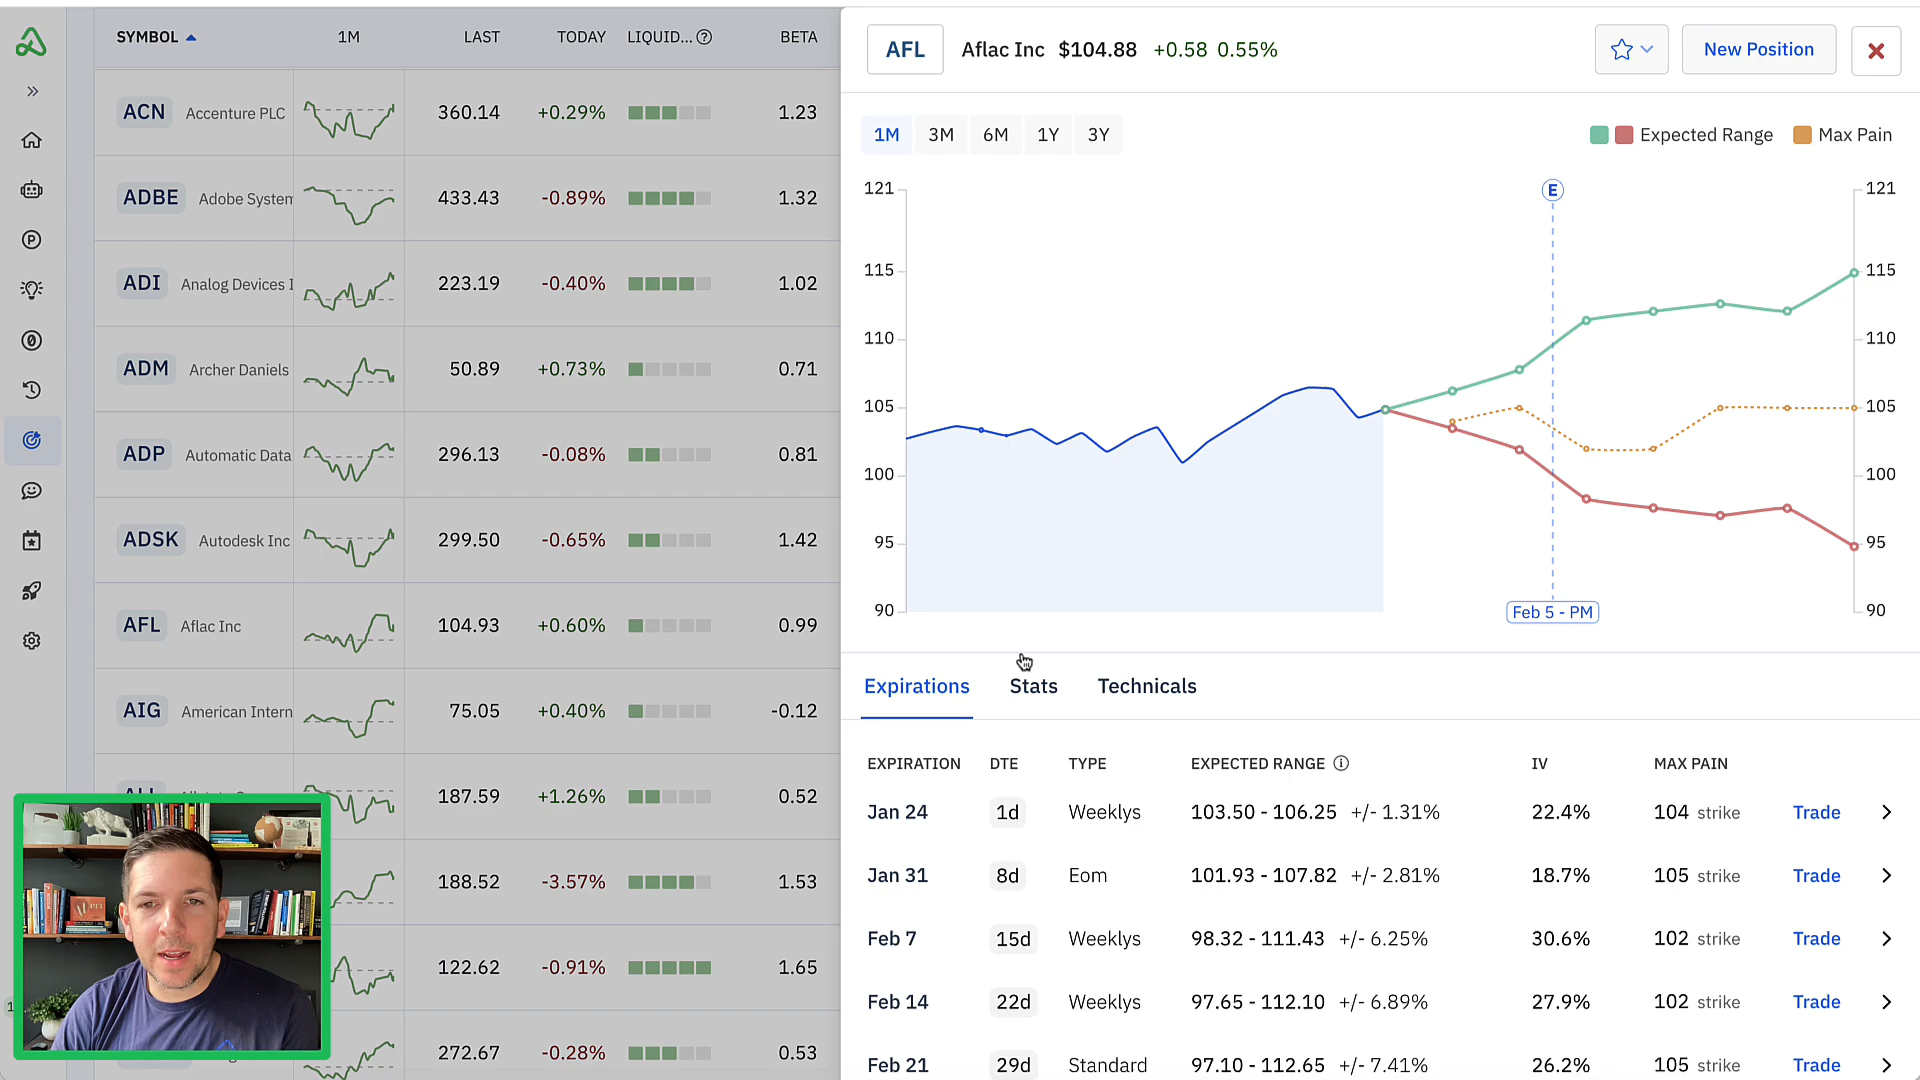 SYMBOL 1M LAST TODAY LIQUID... BETA
ACN Accenture PLC 360.14 +0.29% 1.23
ADBE Adobe System 433.43 -0.89% 1.32
ADI Analog Devices I 223.19 -0.40% 1.02
ADM Archer Daniels 50.89 +0.73% 0.71
ADP Automatic Data 296.13 -0.08% 0.81
ADSK Autodesk Inc 299.50 -0.65% 1.42
AFL Aflac Inc 104.93 +0.60% 0.99
AIG American Intern 75.05 +0.40% -0.12
187.59 +1.26% 0.52
188.52 -3.57% 1.53
122.62 -0.91% 1.65
272.67 -0.28% 0.53
AFL Aflac Inc $104.88 +0.58 0.55%
New Position
1M 3M 6M 1Y 3Y
Expected Range Max Pain
E
121 121
115 115
110 110
105 105
100 100
95 95
90 90
Feb 5 - PM
Expirations Stats Technicals
EXPIRATION DTE TYPE EXPECTED RANGE IV MAX PAIN
Jan 24 1d Weeklys 103.50 - 106.25 +/- 1.31% 22.4% 104 strike Trade
Jan 31 8d Eom 101.93 - 107.82 +/- 2.81% 18.7% 105 strike Trade
Feb 7 15d Weeklys 98.32 - 111.43 +/- 6.25% 30.6% 102 strike Trade
Feb 14 22d Weeklys 97.65 - 112.10 +/- 6.89% 27.9% 102 strike Trade
Feb 21 29d Standard 97.10 - 112.65 +/- 7.41% 26.2% 105 strike Trade